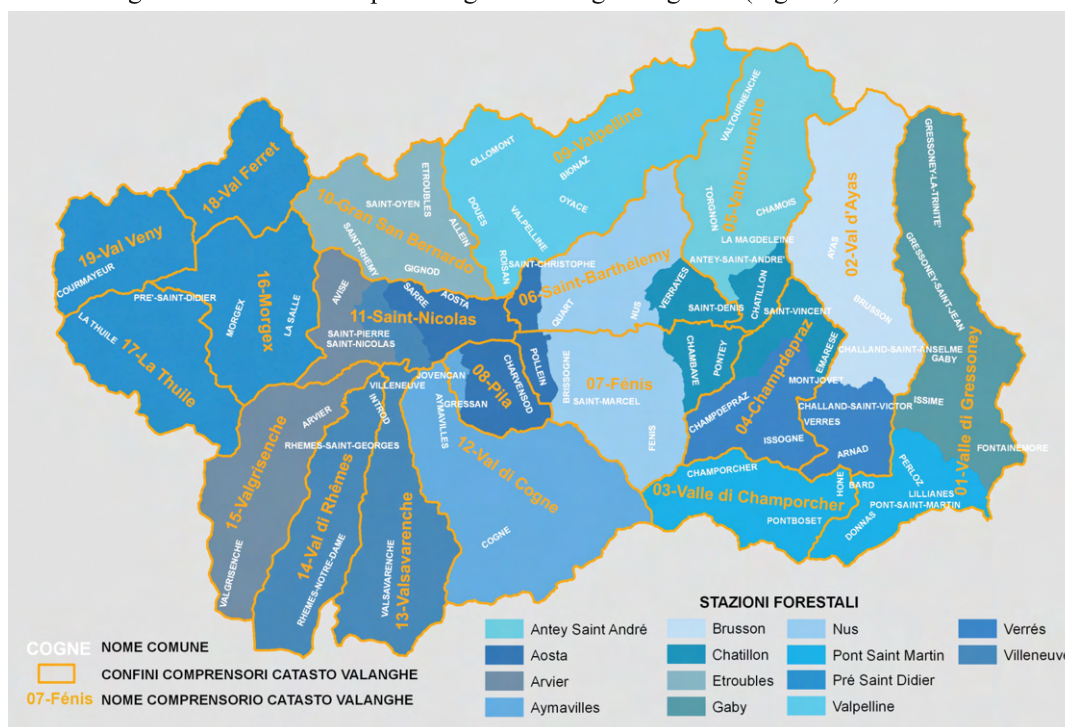 18-Val Ferret
19-Val Veny
COURMAYEUR
PRE'-SAINT-DIDIER
LA THUILE
17-La Thuile
16-Morgex
MORGEX
LA SALLE
10-Gran San Bernardo
SAINT-OYEN
ETROUBLES
ALLEIN
SAINT-RHEMY
GIGNOD
09-Valpelline
OLLOMONT
BIONAZ
OYACE
DOUES
VALPELLINE
ROISAN
05-Valtournenche
VALTOURNENCHE
TORGNON
CHAMOIS
LA MAGDELEINE
ANTEY-SAINT-ANDRE'
02-Val d'Ayas
AYAS
BRUSSON
CHALLAND-SAINT-ANSELME
GRESSONEY-LA-TRINITE'
GRESSONEY-SAINT-JEAN
GABY
ISSIME
FONTAINEMORE
01-Valle di Gressoney
11-Saint-Nicolas
AVISE
SARRE
AOSTA
SAINT-PIERRE
SAINT-NICOLAS
06-Saint-Barthélemy
SAINT-CHRISTOPHE
QUART
NUS
VERRAYES
SAINT-DENIS
CHATILLON
SAINT-VINCENT
CHAMBAVE
PONTEY
EMARESE
07-Fénis
BRISSOGNE
SAINT-MARCEL
FENIS
08-Pila
POLLEIN
CHARVENSOD
GRESSAN
JOVENCAN
AYMAVILLES
12-Val di Cogne
COGNE
04-Champdepraz
CHAMPDEPRAZ
MONTJOVET
CHALLAND-SAINT-VICTOR
VERRES
ISSOGNE
ARNAD
03-Valle di Champorcher
CHAMPORCHER
PONTBOSET
HONE
BARD
DONNAS
PERLOZ
LILLIANES
PONT-SAINT-MARTIN
15-Valgrisenche
ARVIER
VALGRISENCHE
14-Val di Rhêmes
VILLENEUVE
INTROD
RHEMES-SAINT-GEORGES
RHEMES-NOTRE-DAME
13-Valsavarenche
VALSAVARENCHE
COGNE NOME COMUNE
CONFINI COMPRENSORI CATASTO VALANGHE
07-Fénis NOME COMPRENSORIO CATASTO VALANGHE
STAZIONI FORESTALI
Antey Saint André
Aosta
Arvier
Aymavilles
Brusson
Chatillon
Etroubles
Gaby
Nus
Pont Saint Martin
Pré Saint Didier
Valpelline
Verrés
Villeneuve